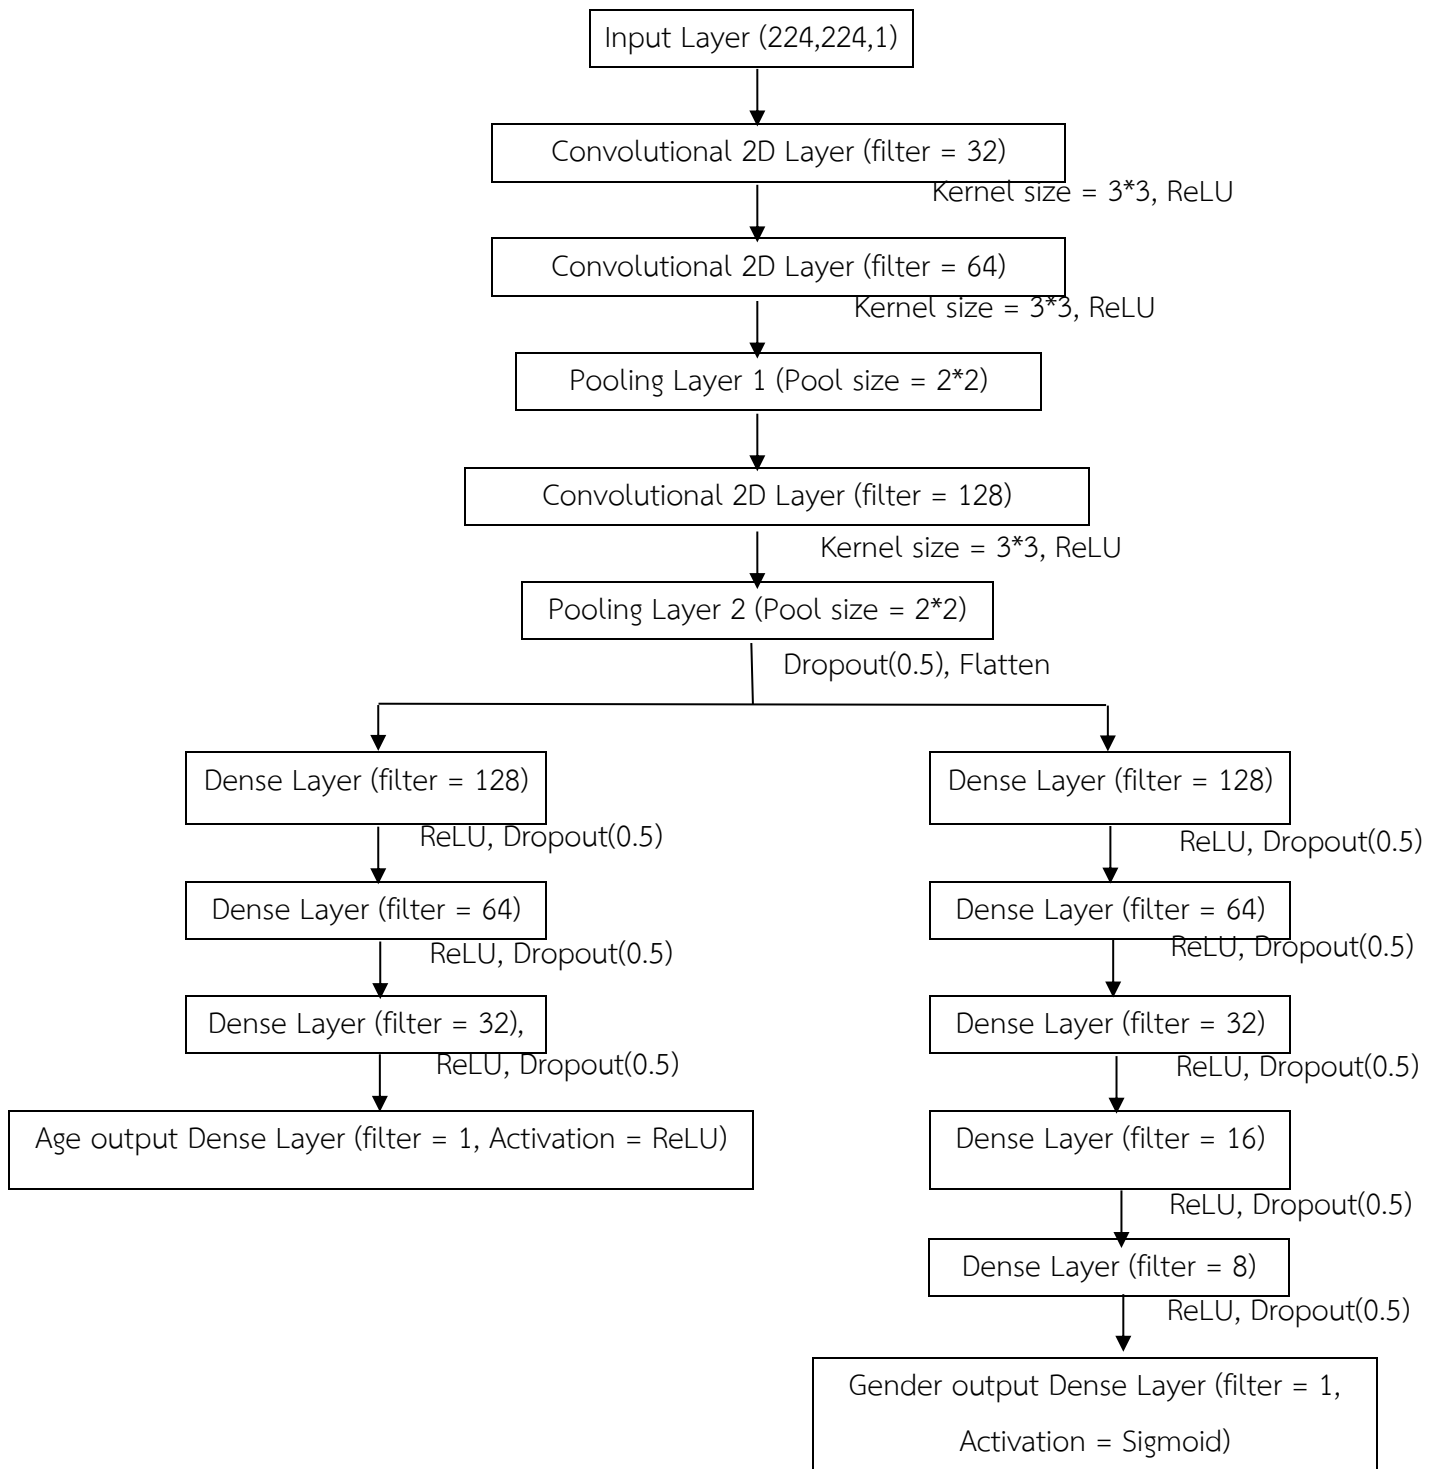 Input Layer (224,224,1)
Convolutional 2D Layer (filter = 32)
Kernel size = 3*3, ReLU
Convolutional 2D Layer (filter = 64)
Kernel size = 3*3, ReLU
Pooling Layer 1 (Pool size = 2*2)
Convolutional 2D Layer (filter = 128)
Kernel size = 3*3, ReLU
Pooling Layer 2 (Pool size = 2*2)
Dropout(0.5), Flatten
Dense Layer (filter = 128)
ReLU, Dropout(0.5)
Dense Layer (filter = 64)
ReLU, Dropout(0.5)
Dense Layer (filter = 32),
ReLU, Dropout(0.5)
Age output Dense Layer (filter = 1, Activation = ReLU)
Dense Layer (filter = 128)
ReLU, Dropout(0.5)
Dense Layer (filter = 64)
ReLU, Dropout(0.5)
Dense Layer (filter = 32)
ReLU, Dropout(0.5)
Dense Layer (filter = 16)
ReLU, Dropout(0.5)
Dense Layer (filter = 8)
ReLU, Dropout(0.5)
Gender output Dense Layer (filter = 1,
Activation = Sigmoid)